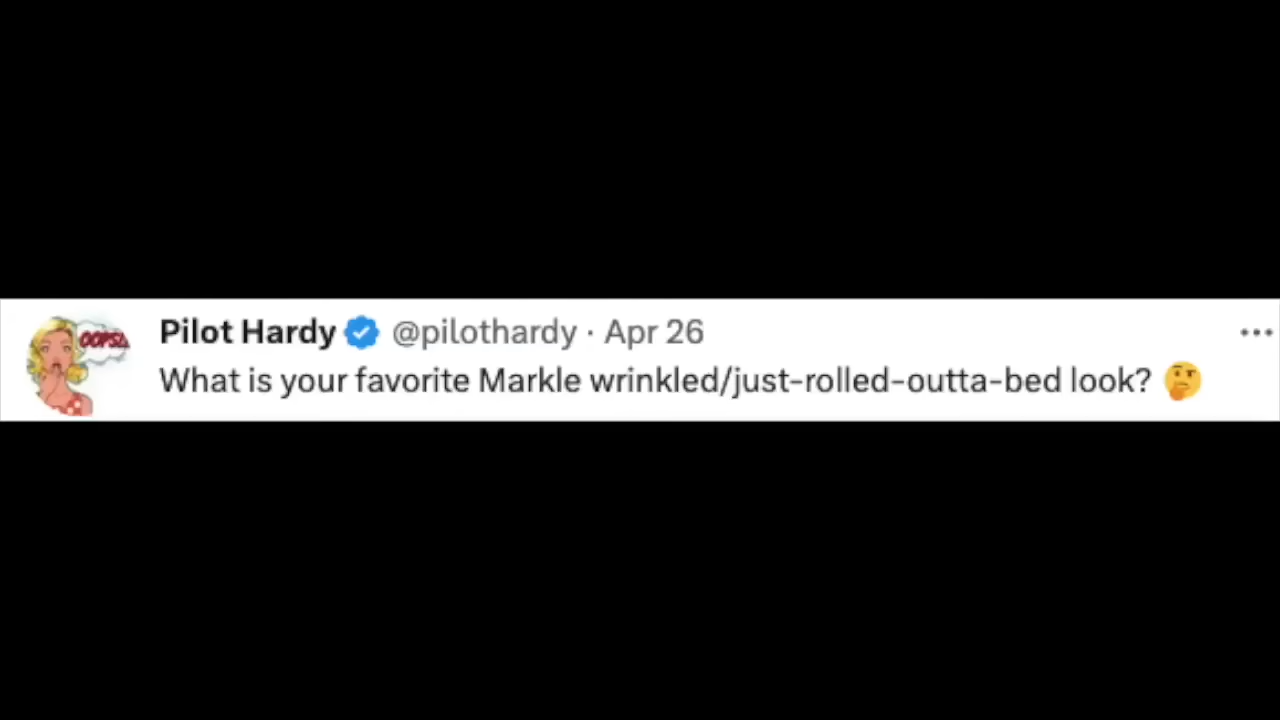 OOPS!
Pilot Hardy @pilothardy · Apr 26
What is your favorite Markle wrinkled/just-rolled-outta-bed look? 🤔